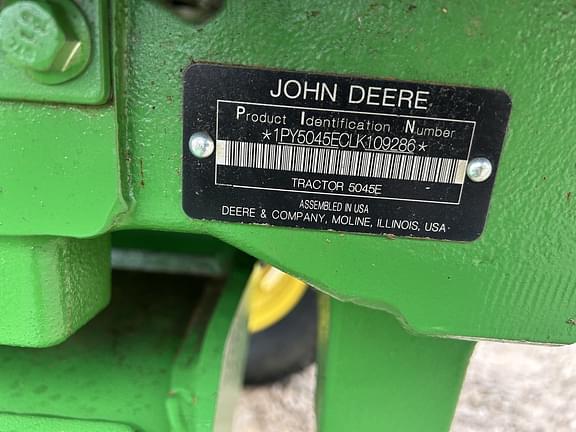 JOHN DEERE
Product Identification Number
*1PY5045ECLK109286*
TRACTOR 5045E
ASSEMBLED IN USA
DEERE & COMPANY, MOLINE, ILLINOIS, USA